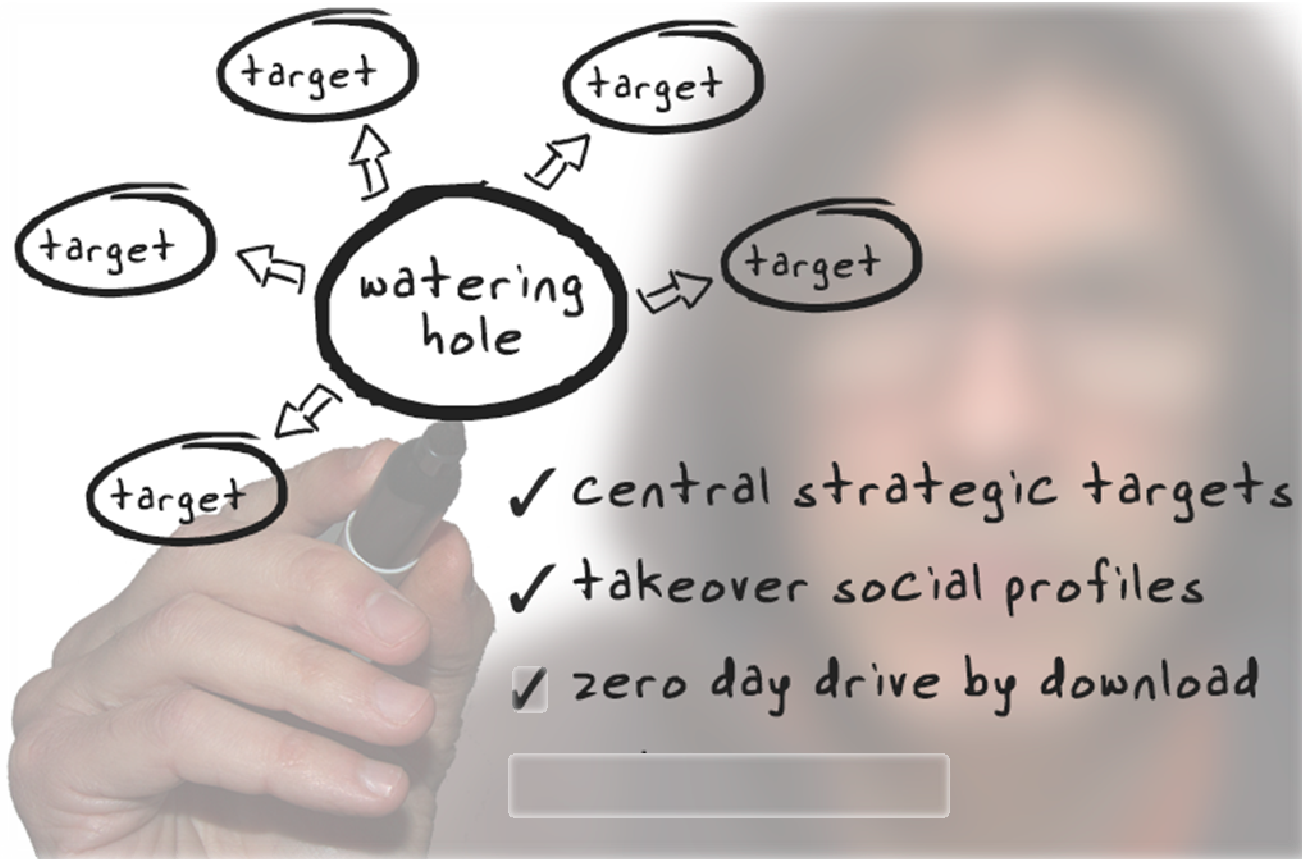 target
target
target
watering
hole
target
target
✓ central strategic targets
✓ takeover social profiles
✓ zero day drive by download